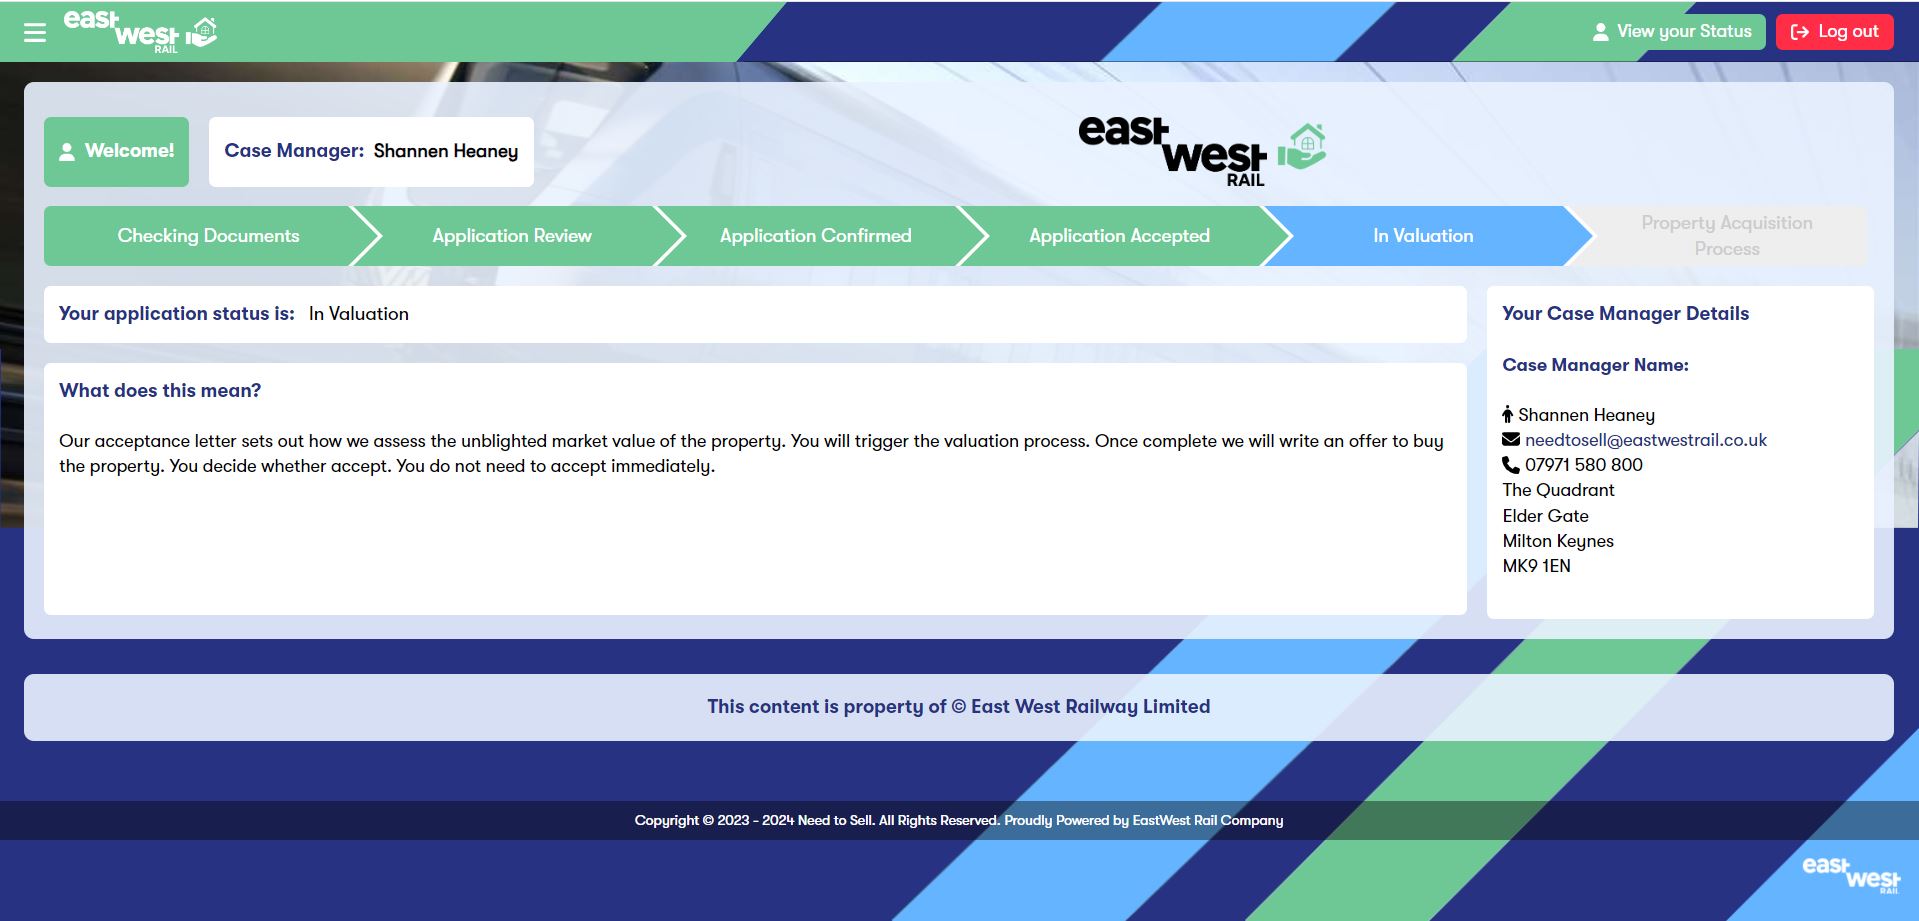 east
west
RAIL
View your Status
Log out
Welcome!
Case Manager: Shannen Heaney
east
west
RAIL
Checking Documents
Application Review
Application Confirmed
Application Accepted
In Valuation
Property Acquisition
Process
Your application status is: In Valuation
What does this mean?
Our acceptance letter sets out how we assess the unblighted market value of the property. You will trigger the valuation process. Once complete we will write an offer to buy
the property. You decide whether accept. You do not need to accept immediately.
Your Case Manager Details
Case Manager Name:
Shannen Heaney
needtosell@eastwestrail.co.uk
07971 580 800
The Quadrant
Elder Gate
Milton Keynes
MK9 1EN
This content is property of © East West Railway Limited
Copyright © 2023 - 2024 Need to Sell. All Rights Reserved. Proudly Powered by EastWest Rail Company
east
west
RAIL